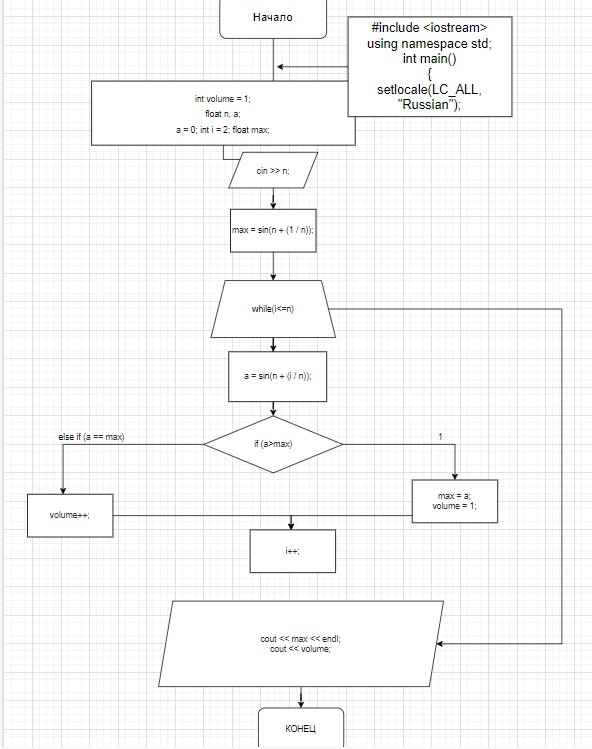 Начало
#include <iostream>
using namespace std;
int main()
{
setlocale(LC_ALL,
"Russian");
int volume = 1;
float n, a;
a = 0; int i = 2; float max;
cin >> n;
max = sin(n + (1 / n));
while(i<=n)
a = sin(n + (i / n));
else if (a == max)
if (a>max)
1
max = a;
volume = 1;
volume++;
i++;
cout << max << endl;
cout << volume;
КОНЕЦ